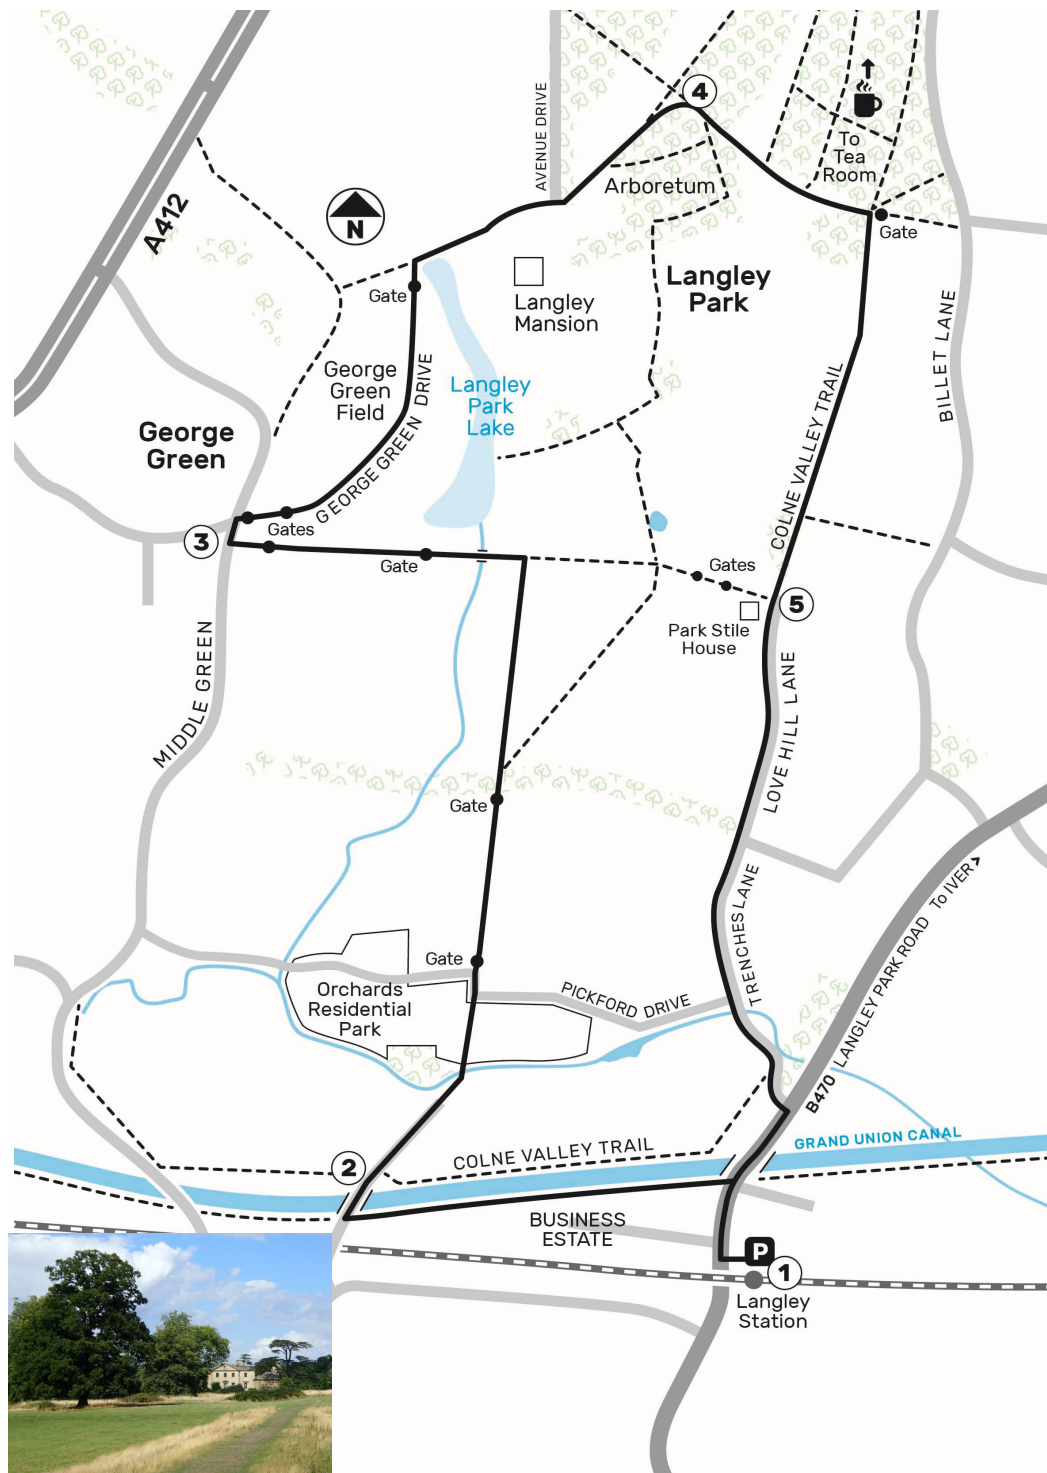 4
AVENUE DRIVE
To
Tea
Room
Arboretum
A412
N
Gate
Langley
Park
Gate
Langley
Mansion
BILLET LANE
George
Green
Field
GEORGE GREEN DRIVE
Langley
Park
Lake
COLNE VALLEY TRAIL
George
Green
3
Gates
Gate
Gates
5
Park Stile
House
MIDDLE GREEN
LOVE HILL LANE
Gate
TRENCHES LANE
B470 LANGLEY PARK ROAD To IVER
Gate
Orchards
Residential
Park
PICKFORD DRIVE
GRAND UNION CANAL
COLNE VALLEY TRAIL
2
BUSINESS
ESTATE
P
1
Langley
Station